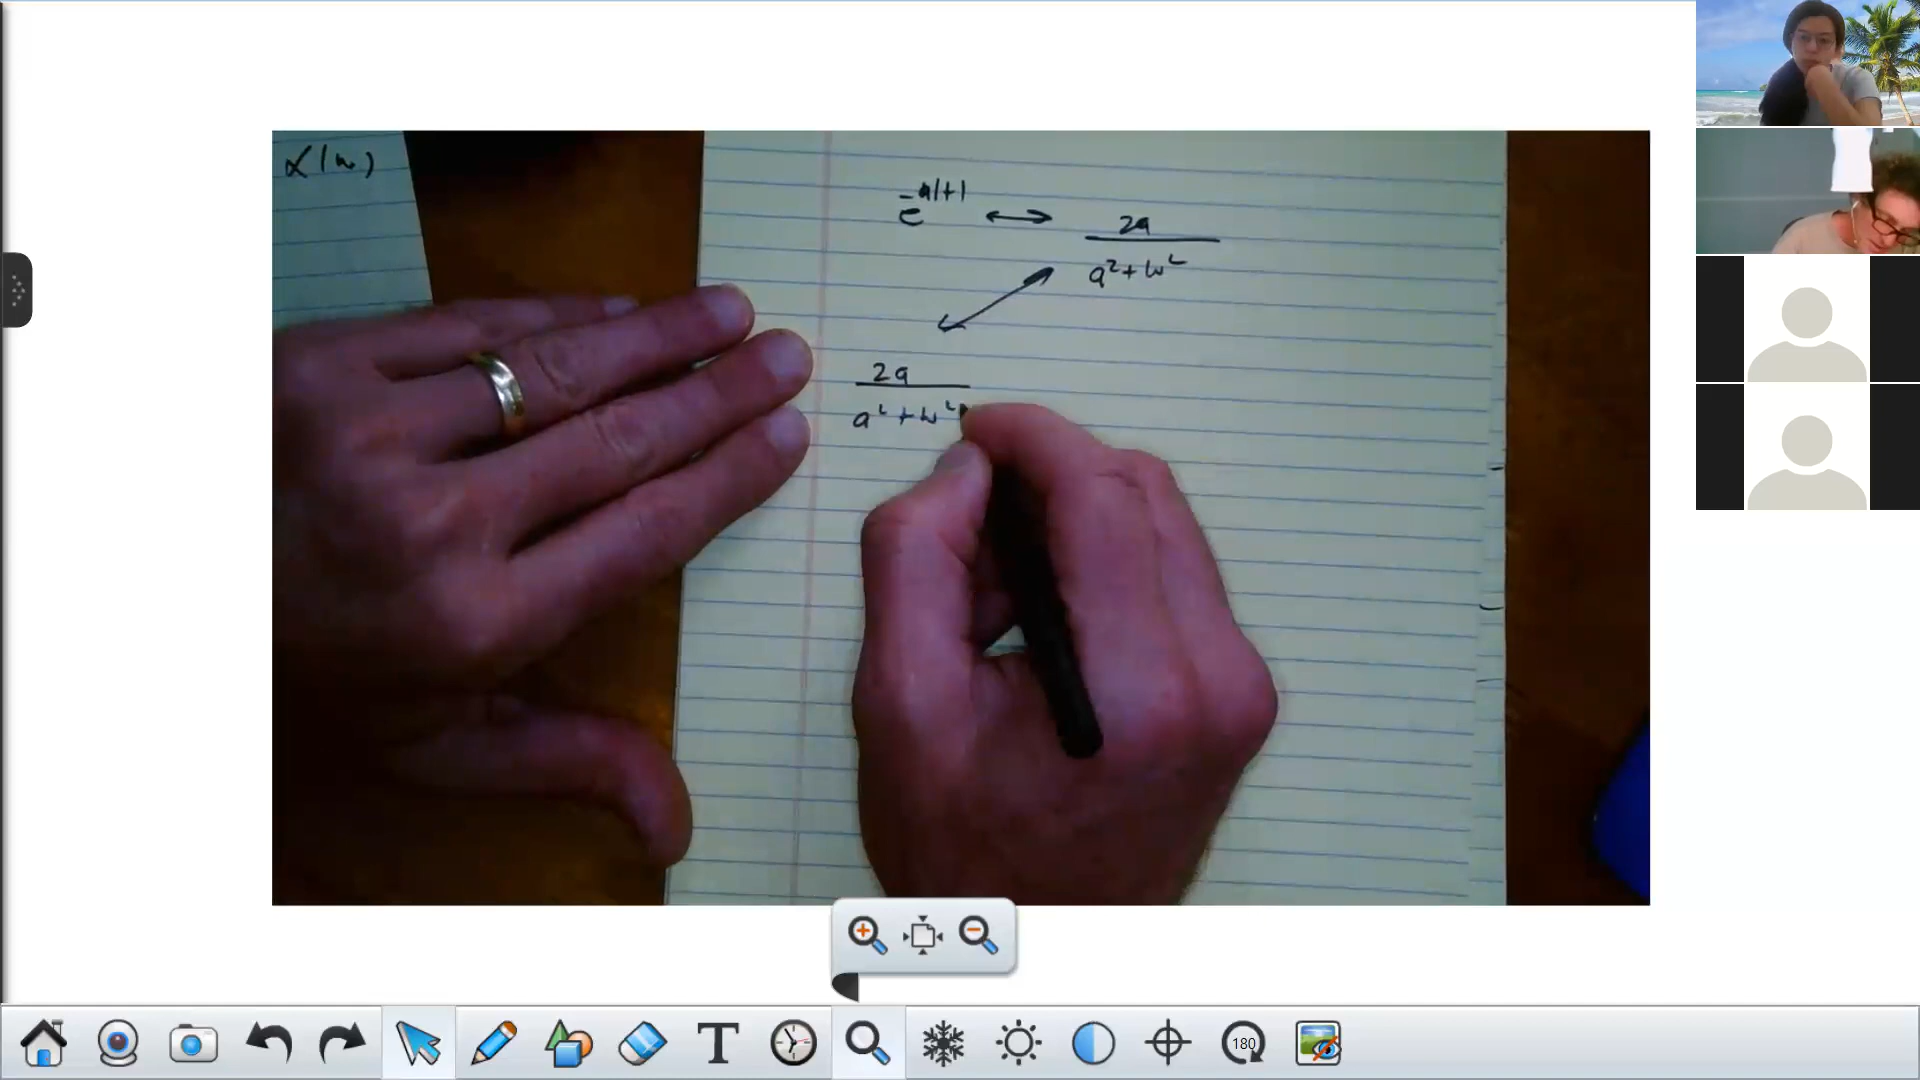 α(w)
e^-a|t| ↔ 2a / a²+w²
2a / a²+w²
T
180